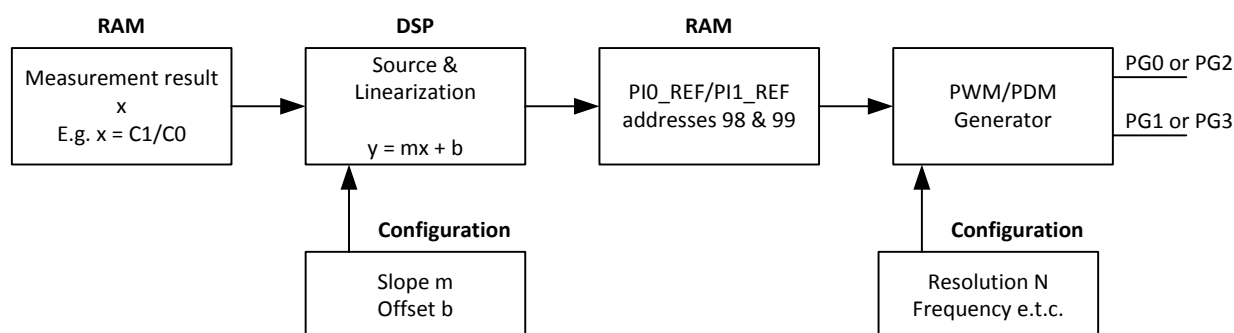 RAM
DSP
RAM
Measurement result
x
E.g. x = C1/C0
Source &
Linearization
y = mx + b
PI0_REF/PI1_REF
addresses 98 & 99
PWM/PDM
Generator
PG0 or PG2
PG1 or PG3
Configuration
Slope m
Offset b
Configuration
Resolution N
Frequency e.t.c.